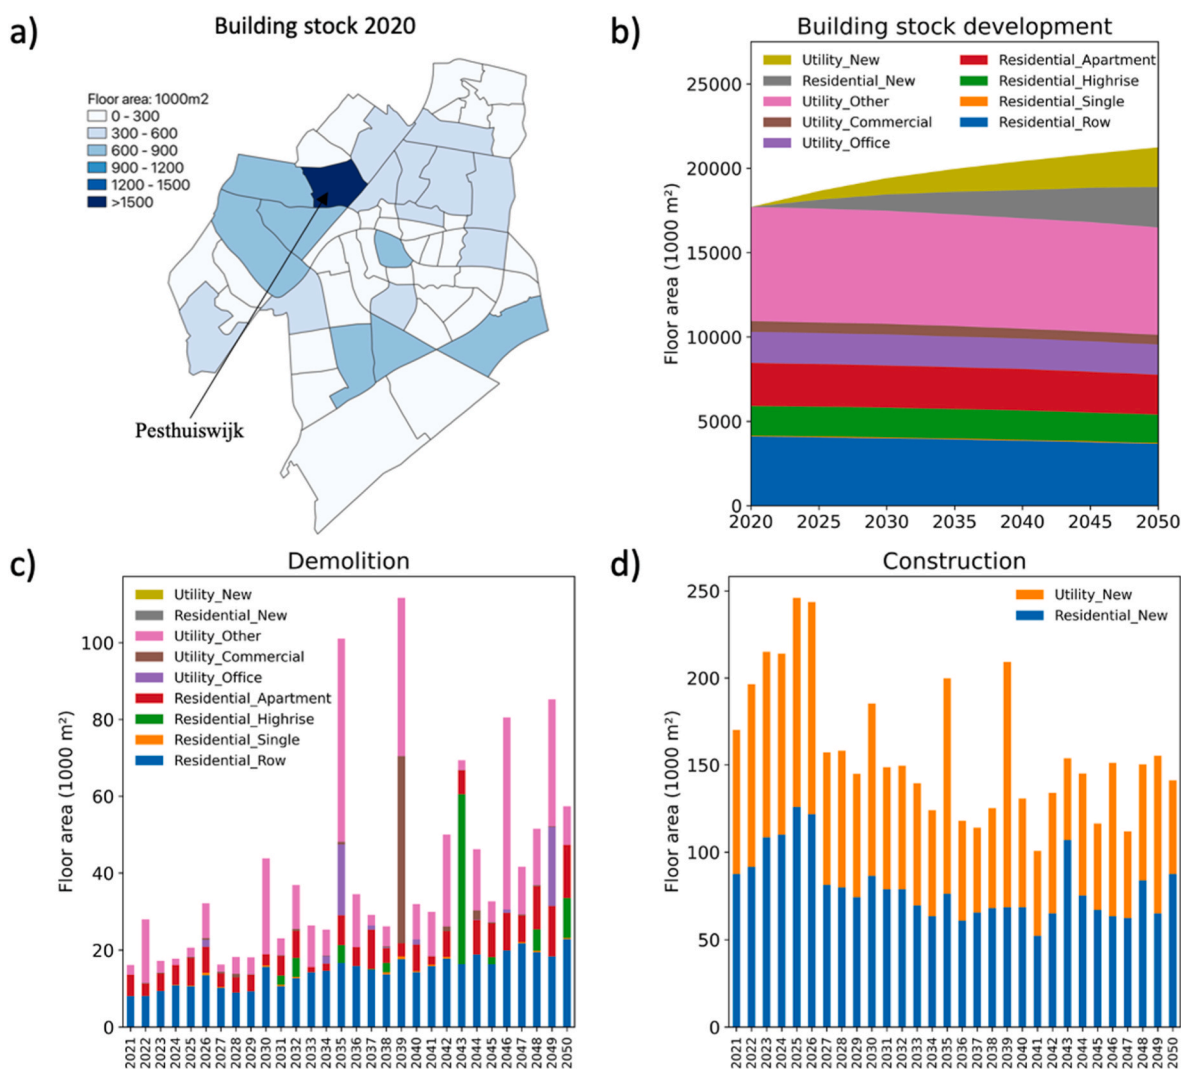 a)
Building stock 2020
Floor area: 1000m2
0 - 300
300 - 600
600 - 900
900 - 1200
1200 - 1500
>1500
Pesthuiswijk
b)
Building stock development
Utility_New
Residential_New
Utility_Other
Utility_Commercial
Utility_Office
Residential_Apartment
Residential_Highrise
Residential_Single
Residential_Row
Floor area (1000 m²)
25000
20000
15000
10000
5000
0
2020 2025 2030 2035 2040 2045 2050
c)
Demolition
Utility_New
Residential_New
Utility_Other
Utility_Commercial
Utility_Office
Residential_Apartment
Residential_Highrise
Residential_Single
Residential_Row
Floor area (1000 m²)
100
80
60
40
20
0
2021 2022 2023 2024 2025 2026 2027 2028 2029 2030 2031 2032 2033 2034 2035 2036 2037 2038 2039 2040 2041 2042 2043 2044 2045 2046 2047 2048 2049 2050
d)
Construction
Utility_New
Residential_New
Floor area (1000 m²)
250
200
150
100
50
0
2021 2022 2023 2024 2025 2026 2027 2028 2029 2030 2031 2032 2033 2034 2035 2036 2037 2038 2039 2040 2041 2042 2043 2044 2045 2046 2047 2048 2049 2050